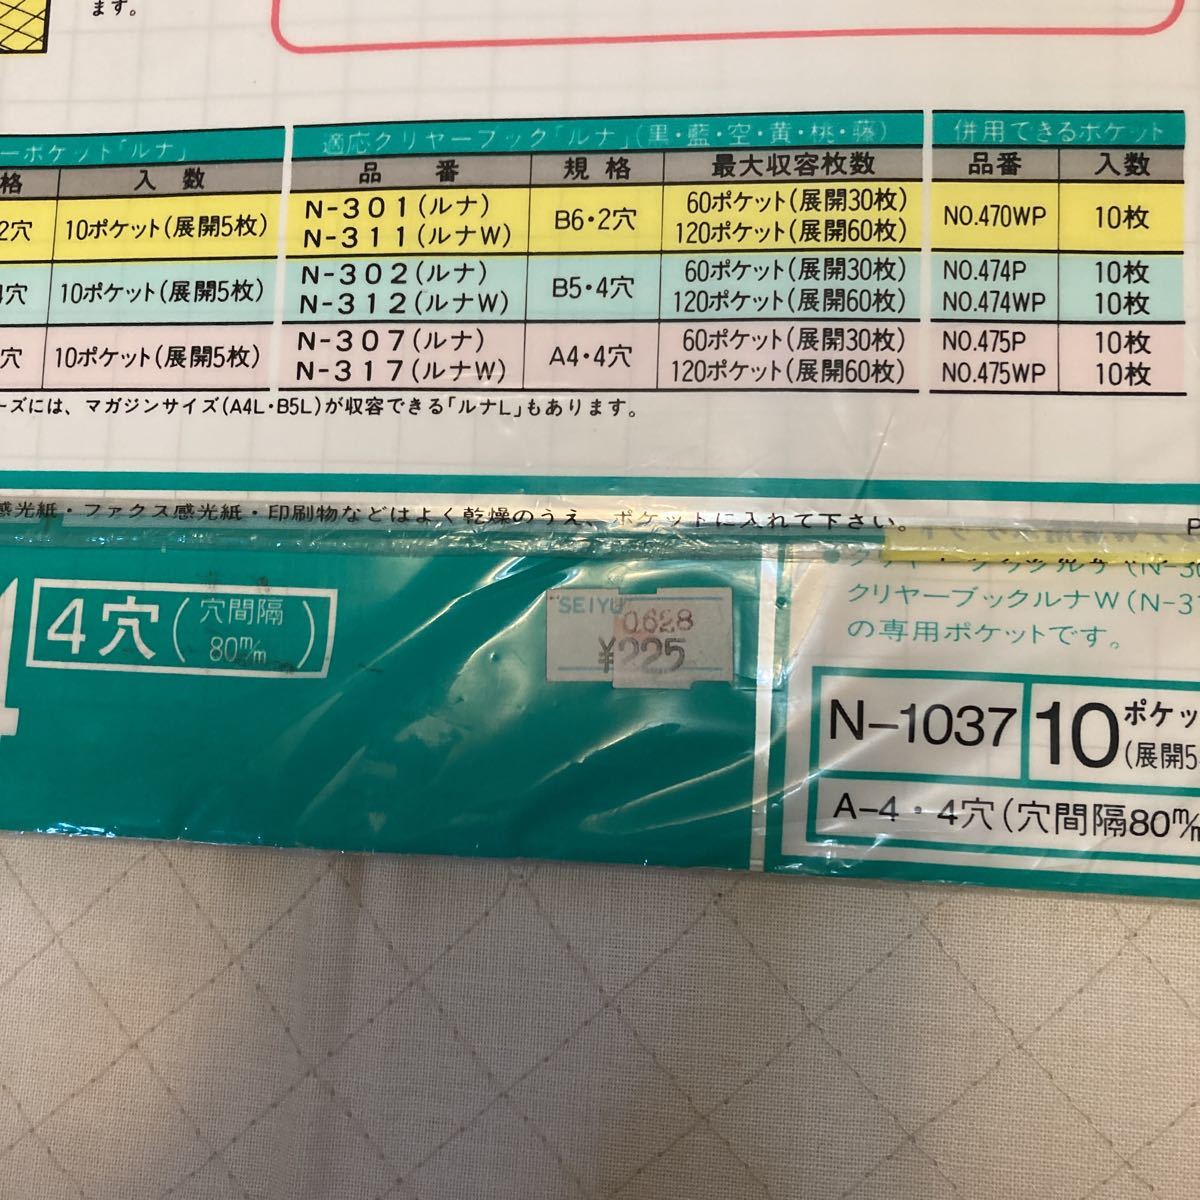 ます。
ーポケット「ルナ」
適応クリヤーブック「ルナ」(黒・藍・空・黄・桃・藤)
併用できるポケット
格 入数 品番 規格 最大収容枚数 品番 入数
2穴 10ポケット(展開5枚) N-301(ルナ) B6・2穴 60ポケット(展開30枚) NO.470WP 10枚
N-311(ルナW) 120ポケット(展開60枚)
穴 10ポケット(展開5枚) N-302(ルナ) B5・4穴 60ポケット(展開30枚) NO.474P 10枚
N-312(ルナW) 120ポケット(展開60枚) NO.474WP 10枚
穴 10ポケット(展開5枚) N-307(ルナ) A4・4穴 60ポケット(展開30枚) NO.475P 10枚
N-317(ルナW) 120ポケット(展開60枚) NO.475WP 10枚
ーズには、マガジンサイズ(A4L・B5L)が収容できる「ルナL」もあります。
感光紙・ファクス感光紙・印刷物などはよく乾燥のうえ、ポケットに入れて下さい。
P
4
4穴(穴間隔80m/m)
SEIYU
0628
¥225
クリヤーブックルナW(N-31
の専用ポケットです。
N-1037
10ポケッ
(展開5
A-4・4穴(穴間隔80m/m